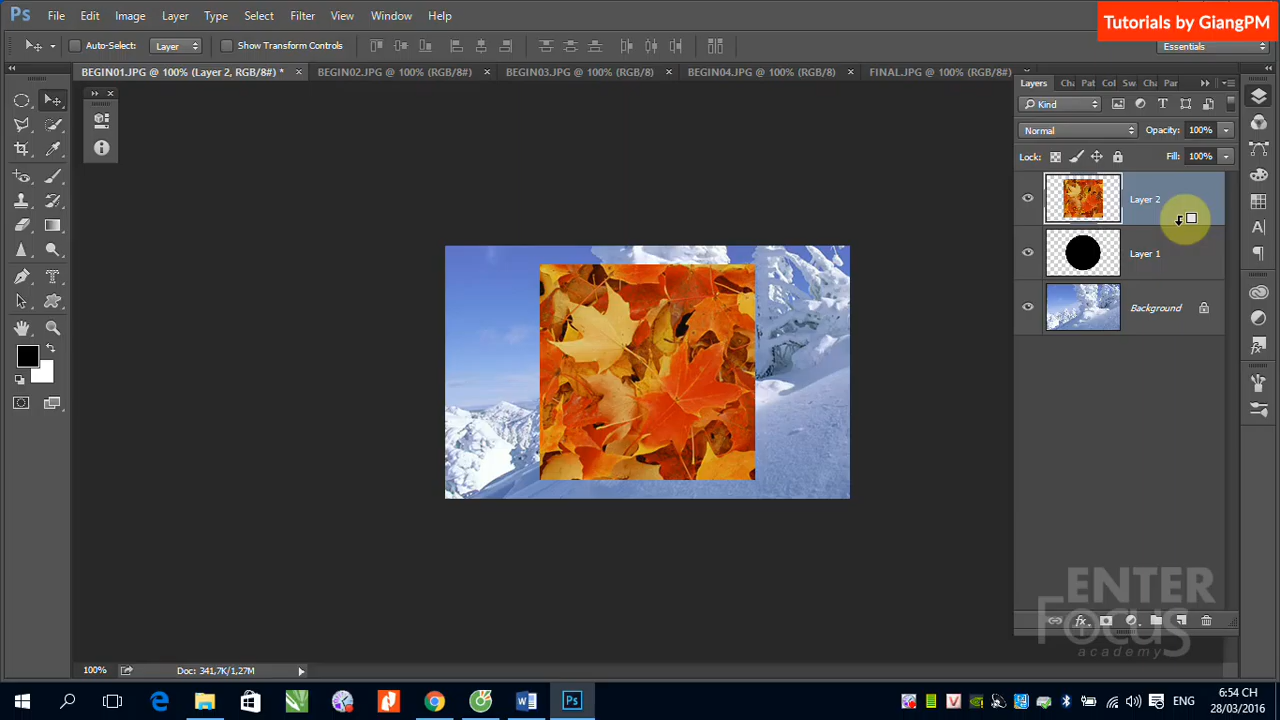 Ps File Edit Image Layer Type Select Filter View Window Help
Tutorials by GiangPM
Auto-Select: Layer Show Transform Controls
Essentials
BEGIN01.JPG @ 100% (Layer 2, RGB/8#) * BEGIN02.JPG @ 100% (RGB/8#) BEGIN03.JPG @ 100% (RGB/8) BEGIN04.JPG @ 100% (RGB/8) FINAL.JPG @ 100% (RGB/8#)
Layers Pat Col Par
Kind
Normal Opacity: 100%
Lock: Fill: 100%
Layer 2
Layer 1
Background
ENTER
FOCUS
academy
100% Doc: 341,7K/1,27M
ENG 6:54 CH
28/03/2016